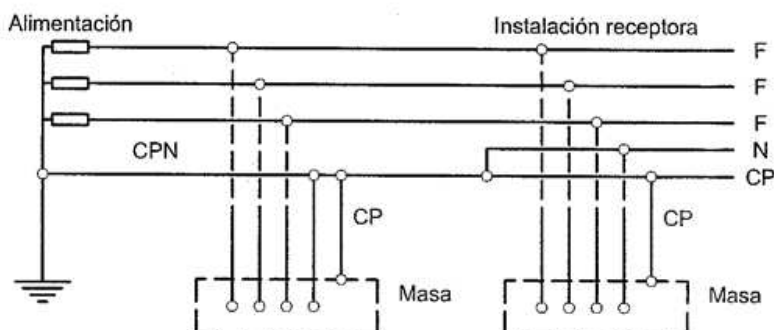 Alimentación
Instalación receptora
F
F
F
N
CPN
CP
CP
CP
Masa
Masa